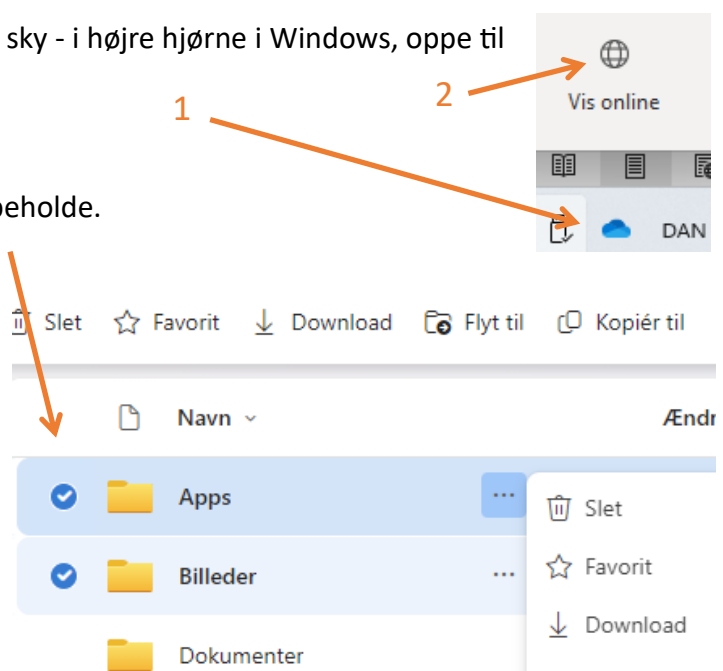 sky - i højre hjørne i Windows, oppe til
2
Vis online
1
DAN
beholde.
Slet Favorit Download Flyt til Kopiér til
Navn
Apps
Slet
Billeder
Favorit
Download
Dokumenter